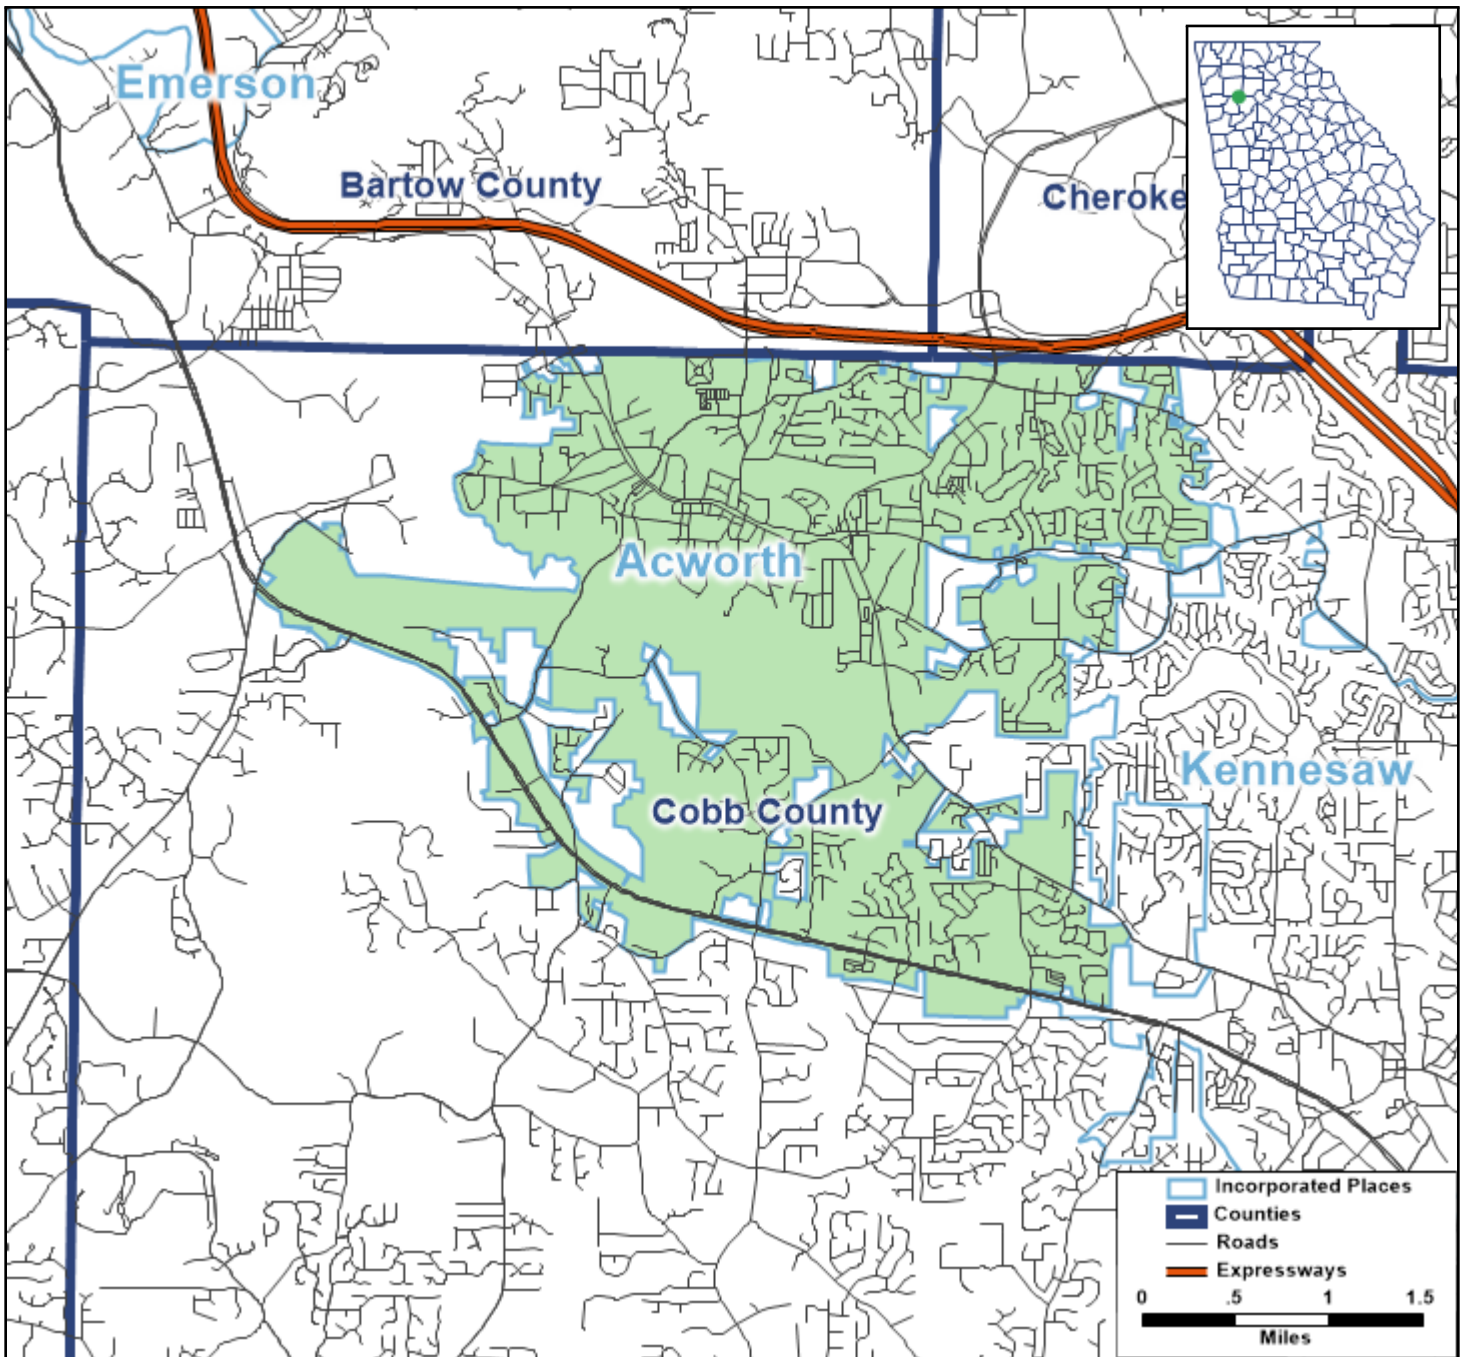 Emerson
Bartow County
Cheroke
Acworth
Kennesaw
Cobb County
Incorporated Places
Counties
Roads
Expressways
0 .5 1 1.5
Miles